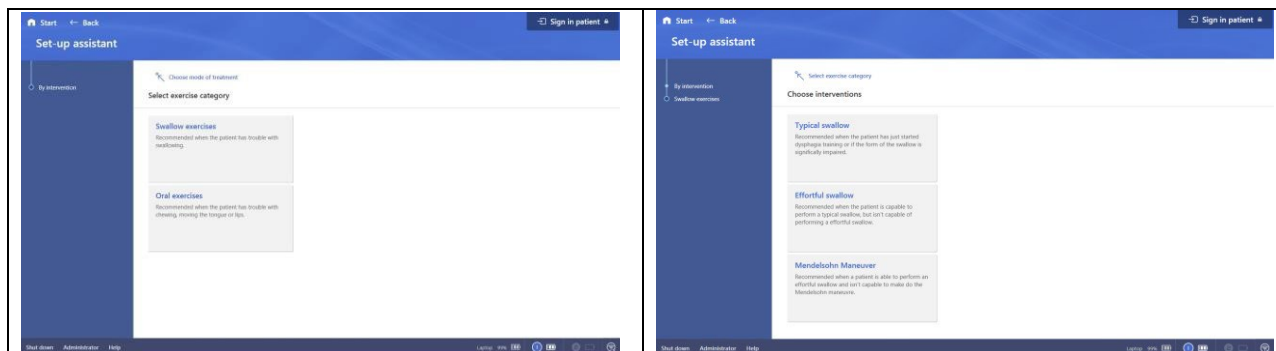 Start ← Back
Sign in patient
Set-up assistant
By intervention
Choose mode of treatment
Select exercise category
Swallow exercises
Recommended when the patient has trouble with
swallowing.
Oral exercises
Recommended when the patient has trouble with
chewing, moving the tongue or lips.
Shut down Administrator Help
Laptop 99%
Start ← Back
Sign in patient
Set-up assistant
By intervention
Swallow exercises
Select exercise category
Choose interventions
Typical swallow
Recommended when the patient has just started
dysphagia training or if the form of the swallow is
significally impaired.
Effortful swallow
Recommended when the patient is capable to
perform a typical swallow, but isn't capable of
performing a effortful swallow.
Mendelsohn Maneuver
Recommended when a patient is able to perform an
effortful swallow and isn't capable to make do the
Mendelsohn maneuvre.
Shut down Administrator Help
Laptop 99%